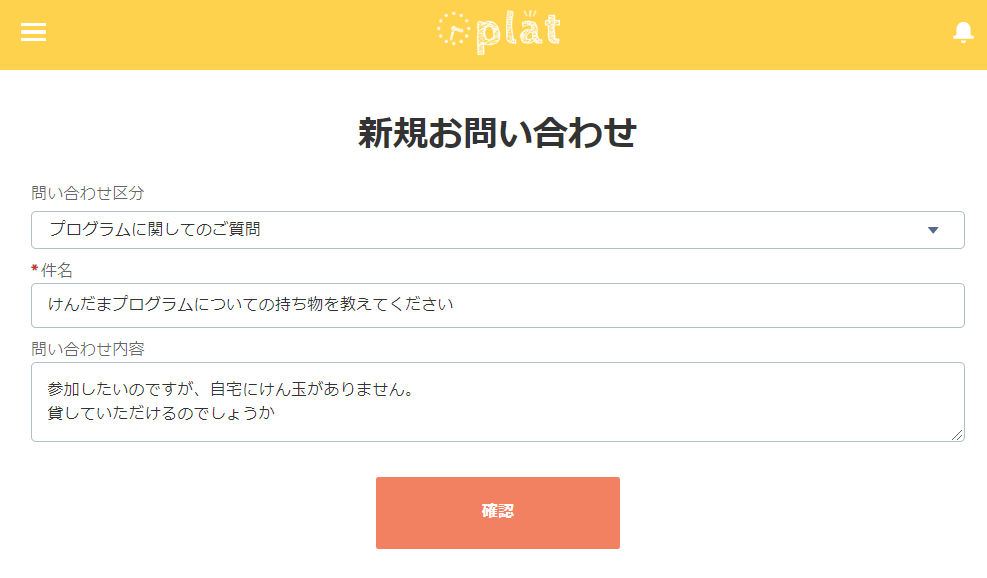 plat
新規お問い合わせ
問い合わせ区分
プログラムに関してのご質問
*件名
けんだまプログラムについての持ち物を教えてください
問い合わせ内容
参加したいのですが、自宅にけん玉がありません。
貸していただけるのでしょうか
確認